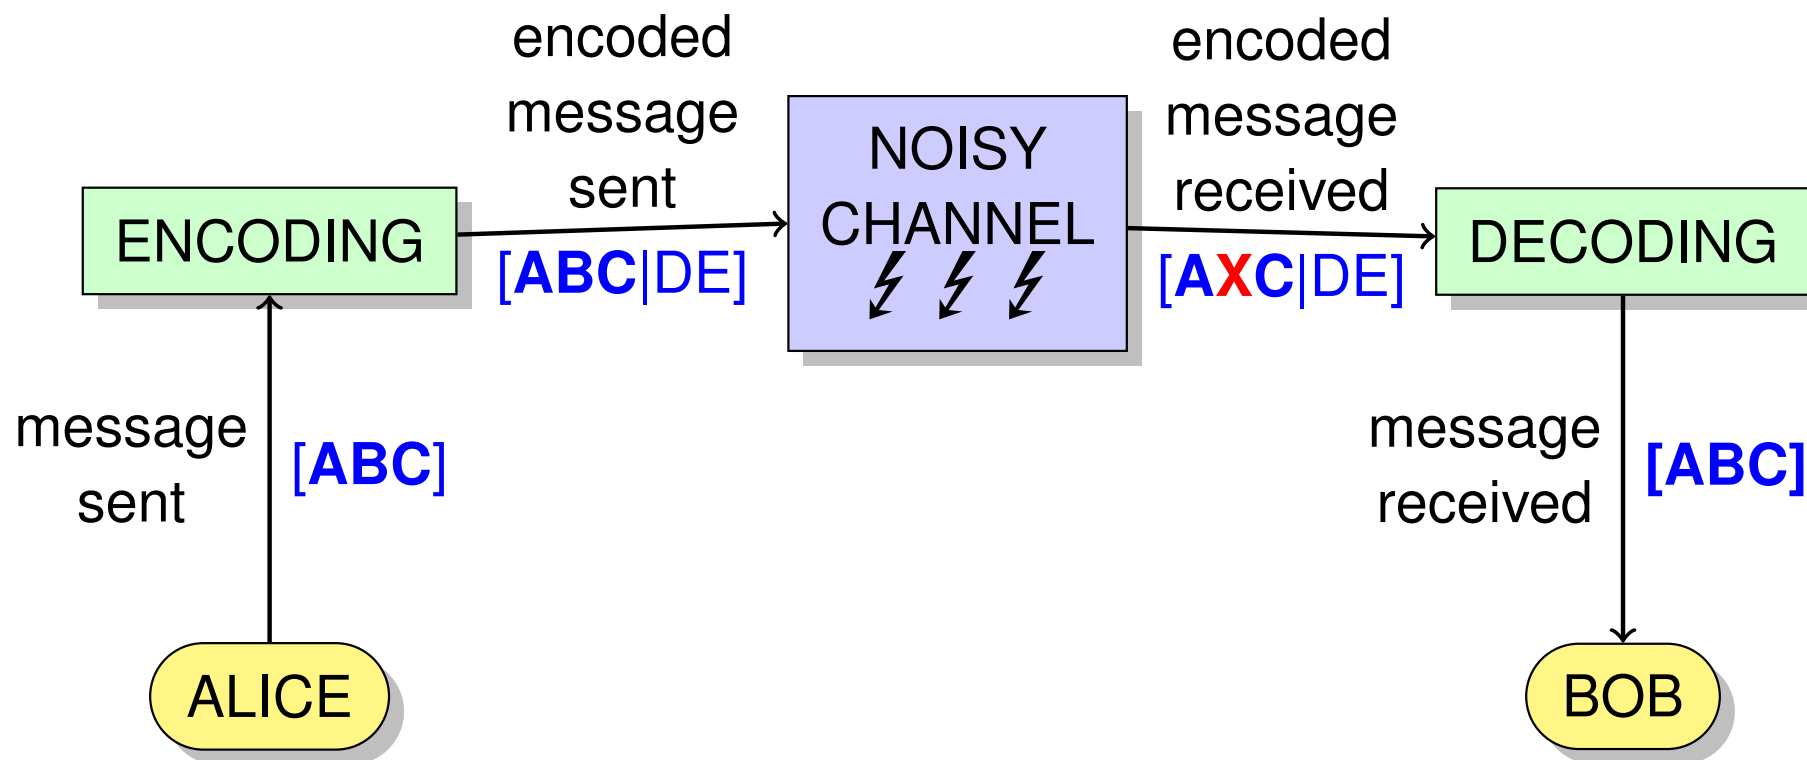 encoded
message
sent
encoded
message
received
NOISY
CHANNEL
ENCODING
[ABC|DE]
[AXC|DE]
DECODING
message
sent
[ABC]
message
received
[ABC]
ALICE
BOB